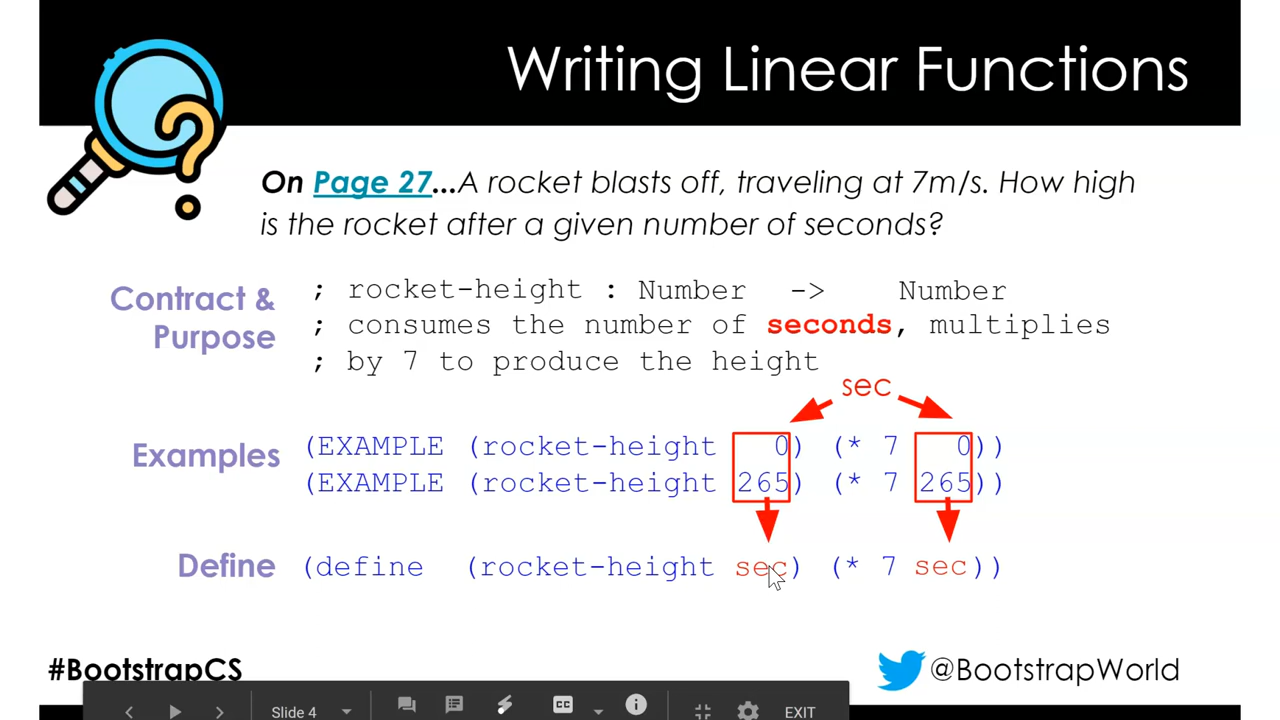 Writing Linear Functions
On Page 27...A rocket blasts off, traveling at 7m/s. How high
is the rocket after a given number of seconds?
Contract &
Purpose
; rocket-height : Number -> Number
; consumes the number of seconds, multiplies
; by 7 to produce the height
sec
Examples
(EXAMPLE (rocket-height 0) (* 7 0))
(EXAMPLE (rocket-height 265) (* 7 265))
Define
(define (rocket-height sec) (* 7 sec))
#BootstrapCS
@BootstrapWorld
Slide 4
CC
EXIT